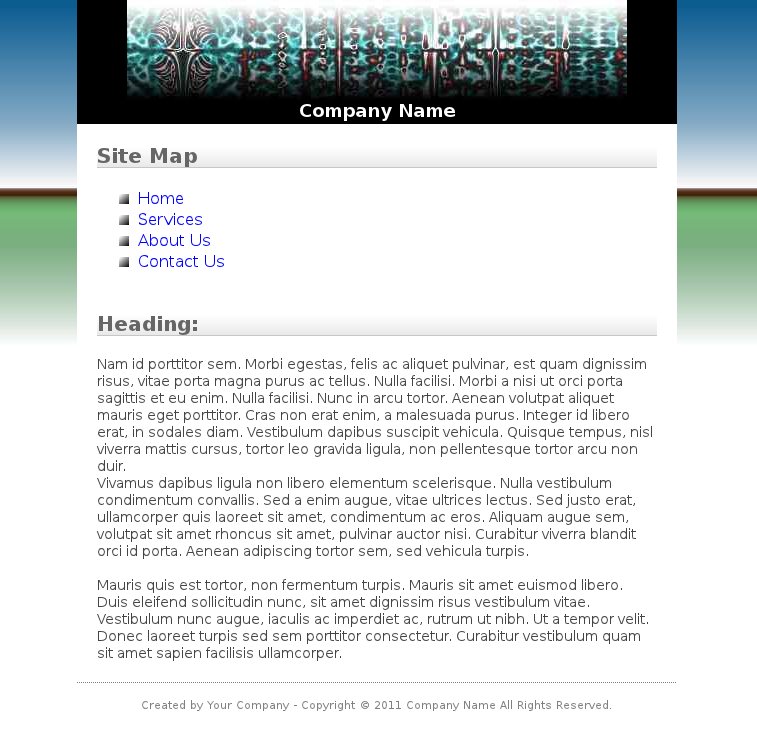 Company Name
Site Map
Home
Services
About Us
Contact Us
Heading:
Nam id porttitor sem. Morbi egestas, felis ac aliquet pulvinar, est quam dignissim
risus, vitae porta magna purus ac tellus. Nulla facilisi. Morbi a nisi ut orci porta
sagittis et eu enim. Nulla facilisi. Nunc in arcu tortor. Aenean volutpat aliquet
mauris eget porttitor. Cras non erat enim, a malesuada purus. Integer id libero
erat, in sodales diam. Vestibulum dapibus suscipit vehicula. Quisque tempus, nisl
viverra mattis cursus, tortor leo gravida ligula, non pellentesque tortor arcu non
duir.
Vivamus dapibus ligula non libero elementum scelerisque. Nulla vestibulum
condimentum convallis. Sed a enim augue, vitae ultrices lectus. Sed justo erat,
ullamcorper quis laoreet sit amet, condimentum ac eros. Aliquam augue sem,
volutpat sit amet rhoncus sit amet, pulvinar auctor nisi. Curabitur viverra blandit
orci id porta. Aenean adipiscing tortor sem, sed vehicula turpis.
Mauris quis est tortor, non fermentum turpis. Mauris sit amet euismod libero.
Duis eleifend sollicitudin nunc, sit amet dignissim risus vestibulum vitae.
Vestibulum nunc augue, iaculis ac imperdiet ac, rutrum ut nibh. Ut a tempor velit.
Donec laoreet turpis sed sem porttitor consectetur. Curabitur vestibulum quam
sit amet sapien facilisis ullamcorper.
Created by Your Company - Copyright © 2011 Company Name All Rights Reserved.